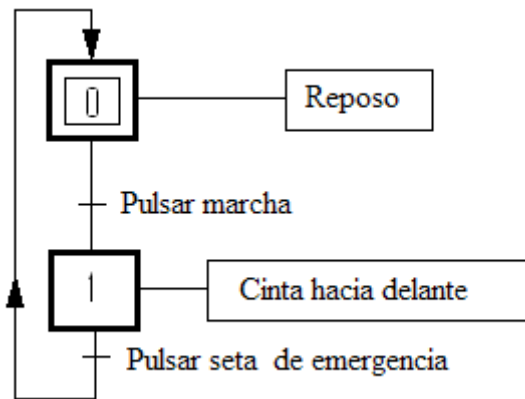 0
Reposo
Pulsar marcha
1
Cinta hacia delante
Pulsar seta de emergencia